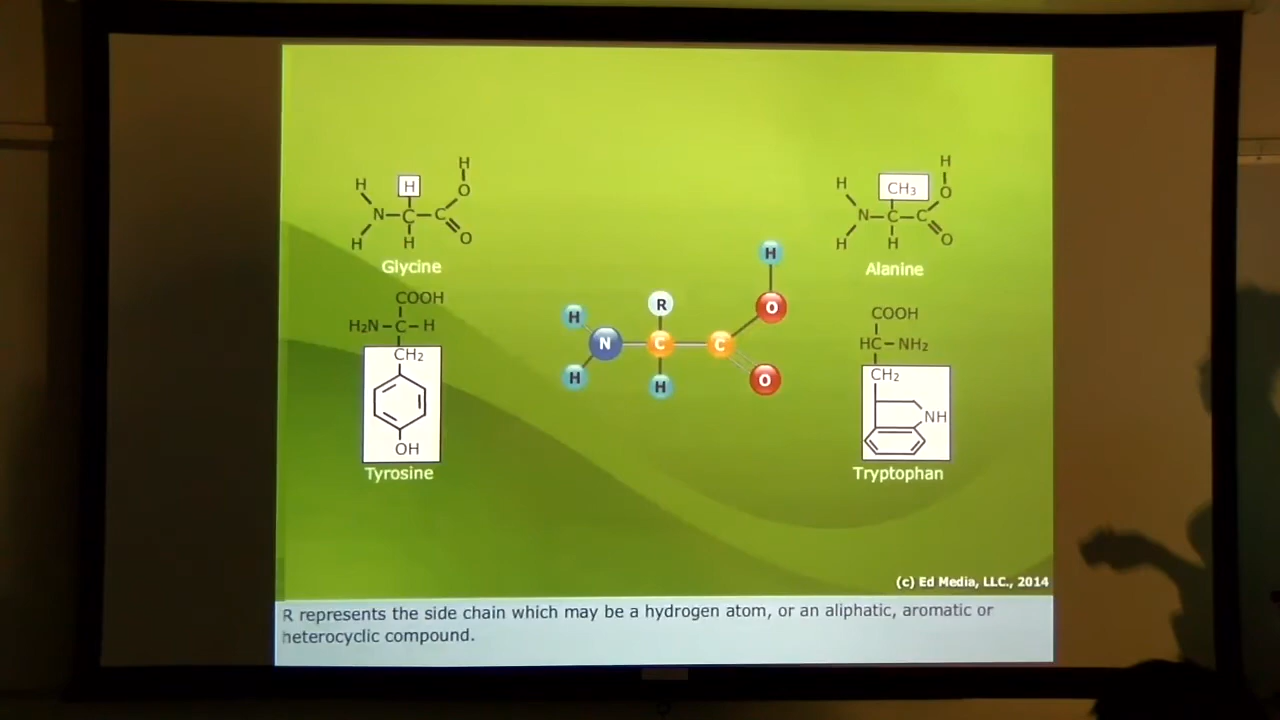 H H H
O
N-C-C
H H O
Glycine
COOH
H₂N-C-H
CH₂
OH
Tyrosine
H
R O
H
N C C
H H O
H CH₃ H
O
N-C-C
H H O
Alanine
COOH
HC-NH₂
CH₂
NH
Tryptophan
(c) Ed Media, LLC., 2014
R represents the side chain which may be a hydrogen atom, or an aliphatic, aromatic or
heterocyclic compound.